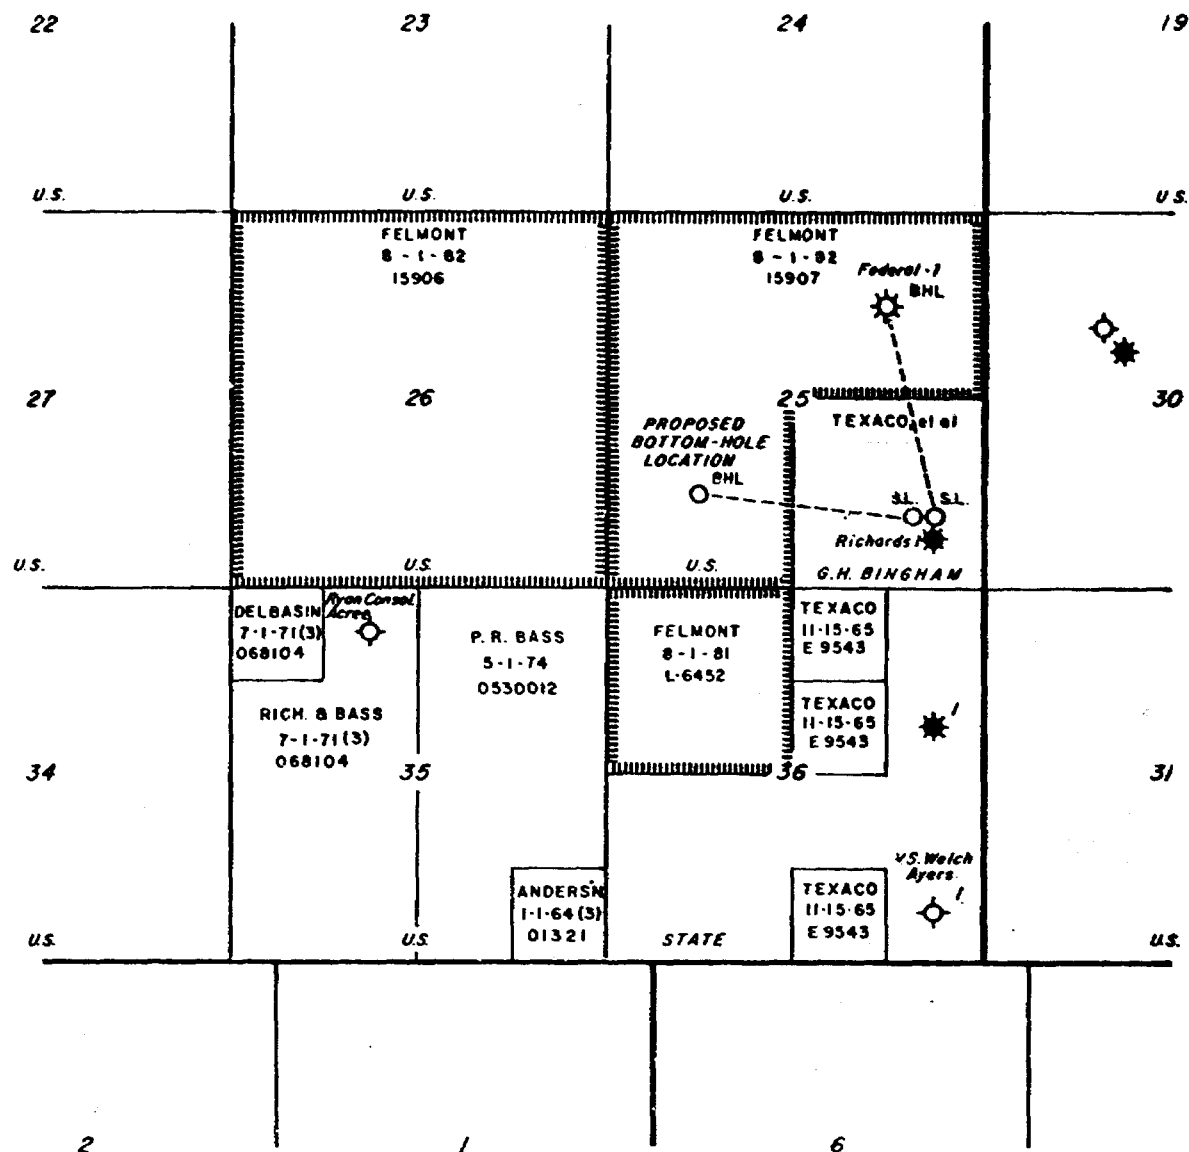 22
23
24
19
U.S.
U.S.
U.S.
U.S.
FELMONT
8-1-82
15906
FELMONT
8-1-82
15907
Federal-1
BHL
27
26
25
30
TEXACO, et al
PROPOSED
BOTTOM-HOLE
LOCATION
BHL
S.L.
S.L.
Richards 1
U.S.
U.S.
U.S.
G.H. BINGHAM
DELBASIN
7-1-71(3)
068104
Ryan Consol.
Acree
P. R. BASS
5-1-74
0530012
FELMONT
8-1-81
L-6452
TEXACO
11-15-65
E 9543
RICH. & BASS
7-1-71(3)
068104
TEXACO
11-15-65
E 9543
1
34
35
36
31
V.S. Welch
Ayers
1
ANDERS'N
1-1-64(3)
01321
TEXACO
11-15-65
E 9543
U.S.
U.S.
STATE
U.S.
2
1
6